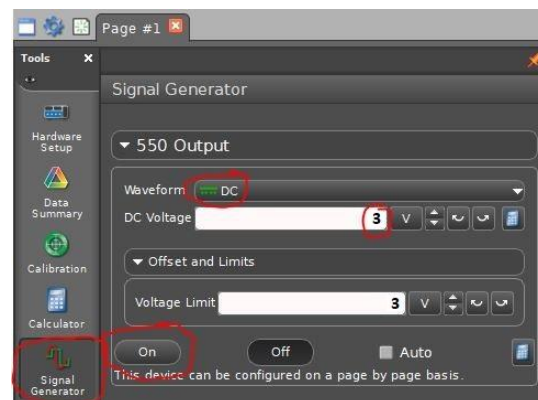 Page #1
Tools x
Signal Generator
Hardware
Setup
550 Output
Waveform DC
Data
Summary
DC Voltage 3 V
Offset and Limits
Calibration
Voltage Limit 3 V
Calculator
On Off Auto
This device can be configured on a page by page basis.
Signal
Generator